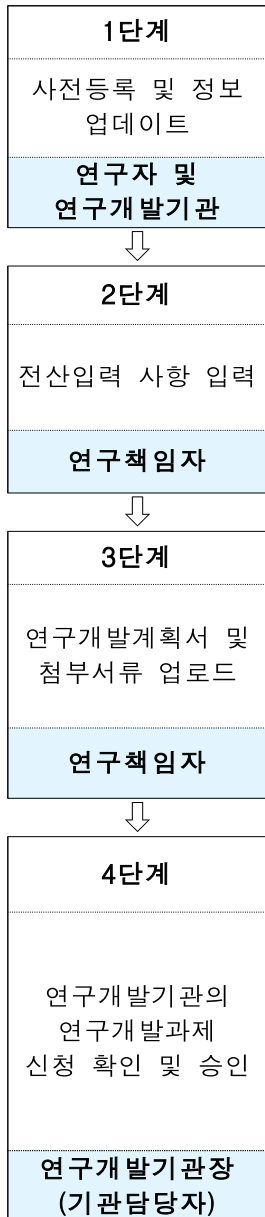 1단계
사전등록 및 정보
업데이트
연구자 및
연구개발기관
2단계
전산입력 사항 입력
연구책임자
3단계
연구개발계획서 및
첨부서류 업로드
연구책임자
4단계
연구개발기관의
연구개발과제
신청 확인 및 승인
연구개발기관장
(기관담당자)